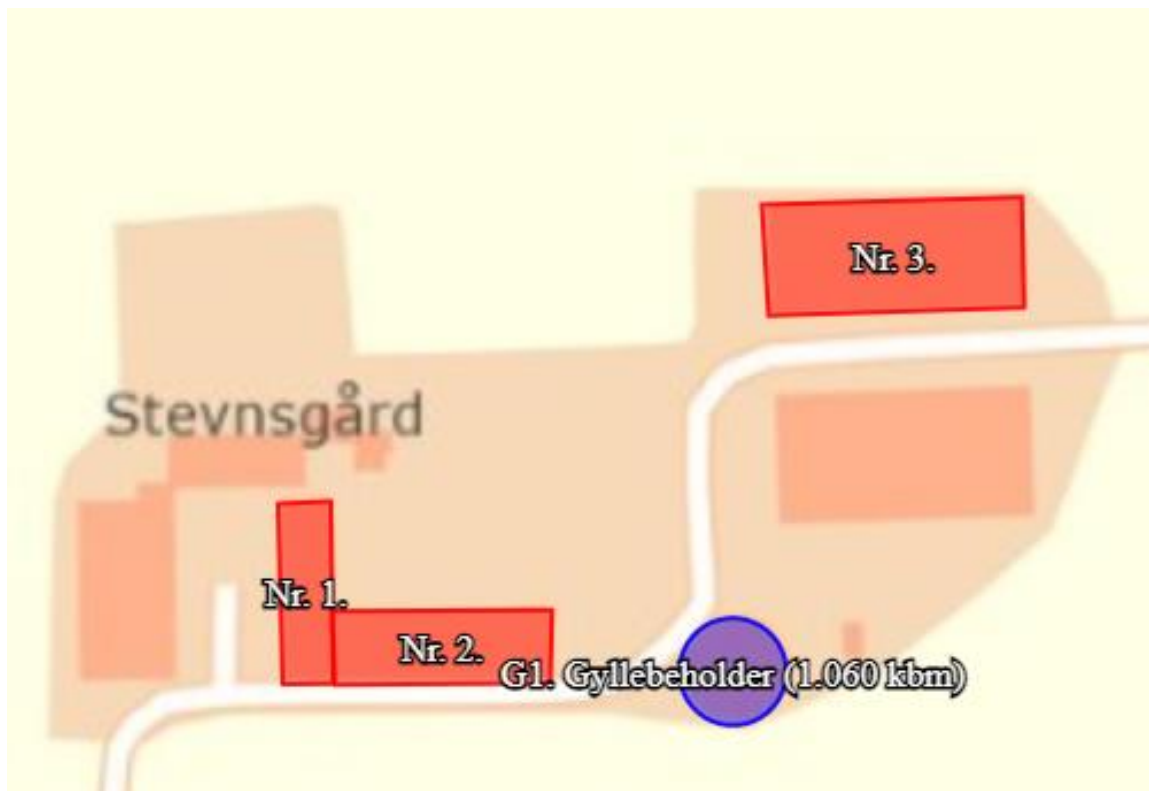 Nr. 3.
Stevnsgård
Nr. 1.
Nr. 2.
G1. Gyllebeholder (1.060 kbm)